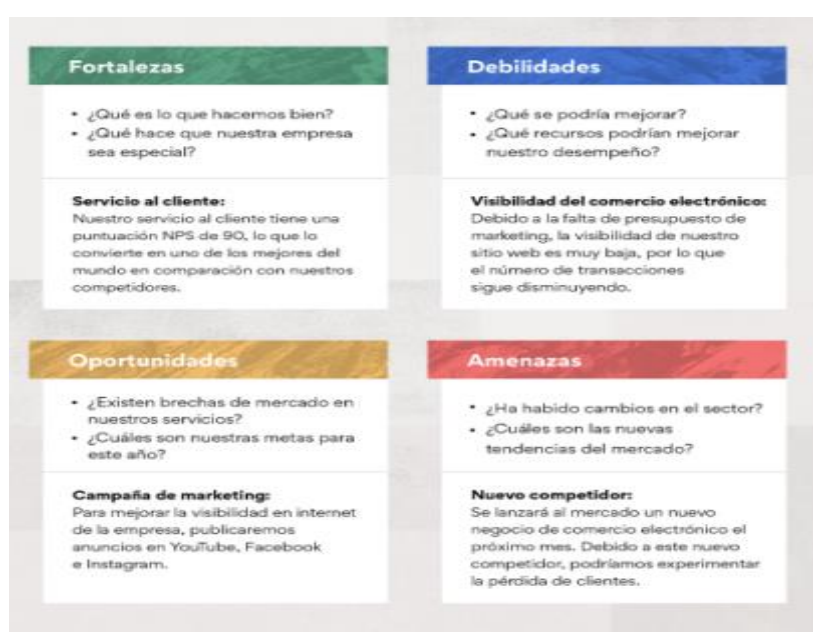 Fortalezas
• ¿Qué es lo que hacemos bien?
• ¿Qué hace que nuestra empresa
sea especial?
Servicio al cliente:
Nuestro servicio al cliente tiene una
puntuación NPS de 90, lo que lo
convierte en uno de los mejores del
mundo en comparación con nuestros
competidores.
Debilidades
• ¿Qué se podría mejorar?
• ¿Qué recursos podrían mejorar
nuestro desempeño?
Visibilidad del comercio electrónico:
Debido a la falta de presupuesto de
marketing, la visibilidad de nuestro
sitio web es muy baja, por lo que
el número de transacciones
sigue disminuyendo.
Oportunidades
• ¿Existen brechas de mercado en
nuestros servicios?
• ¿Cuáles son nuestras metas para
este año?
Campaña de marketing:
Para mejorar la visibilidad en internet
de la empresa, publicaremos
anuncios en YouTube, Facebook
e Instagram.
Amenazas
• ¿Ha habido cambios en el sector?
• ¿Cuáles son las nuevas
tendencias del mercado?
Nuevo competidor:
Se lanzará al mercado un nuevo
negocio de comercio electrónico el
próximo mes. Debido a este nuevo
competidor, podríamos experimentar
la pérdida de clientes.